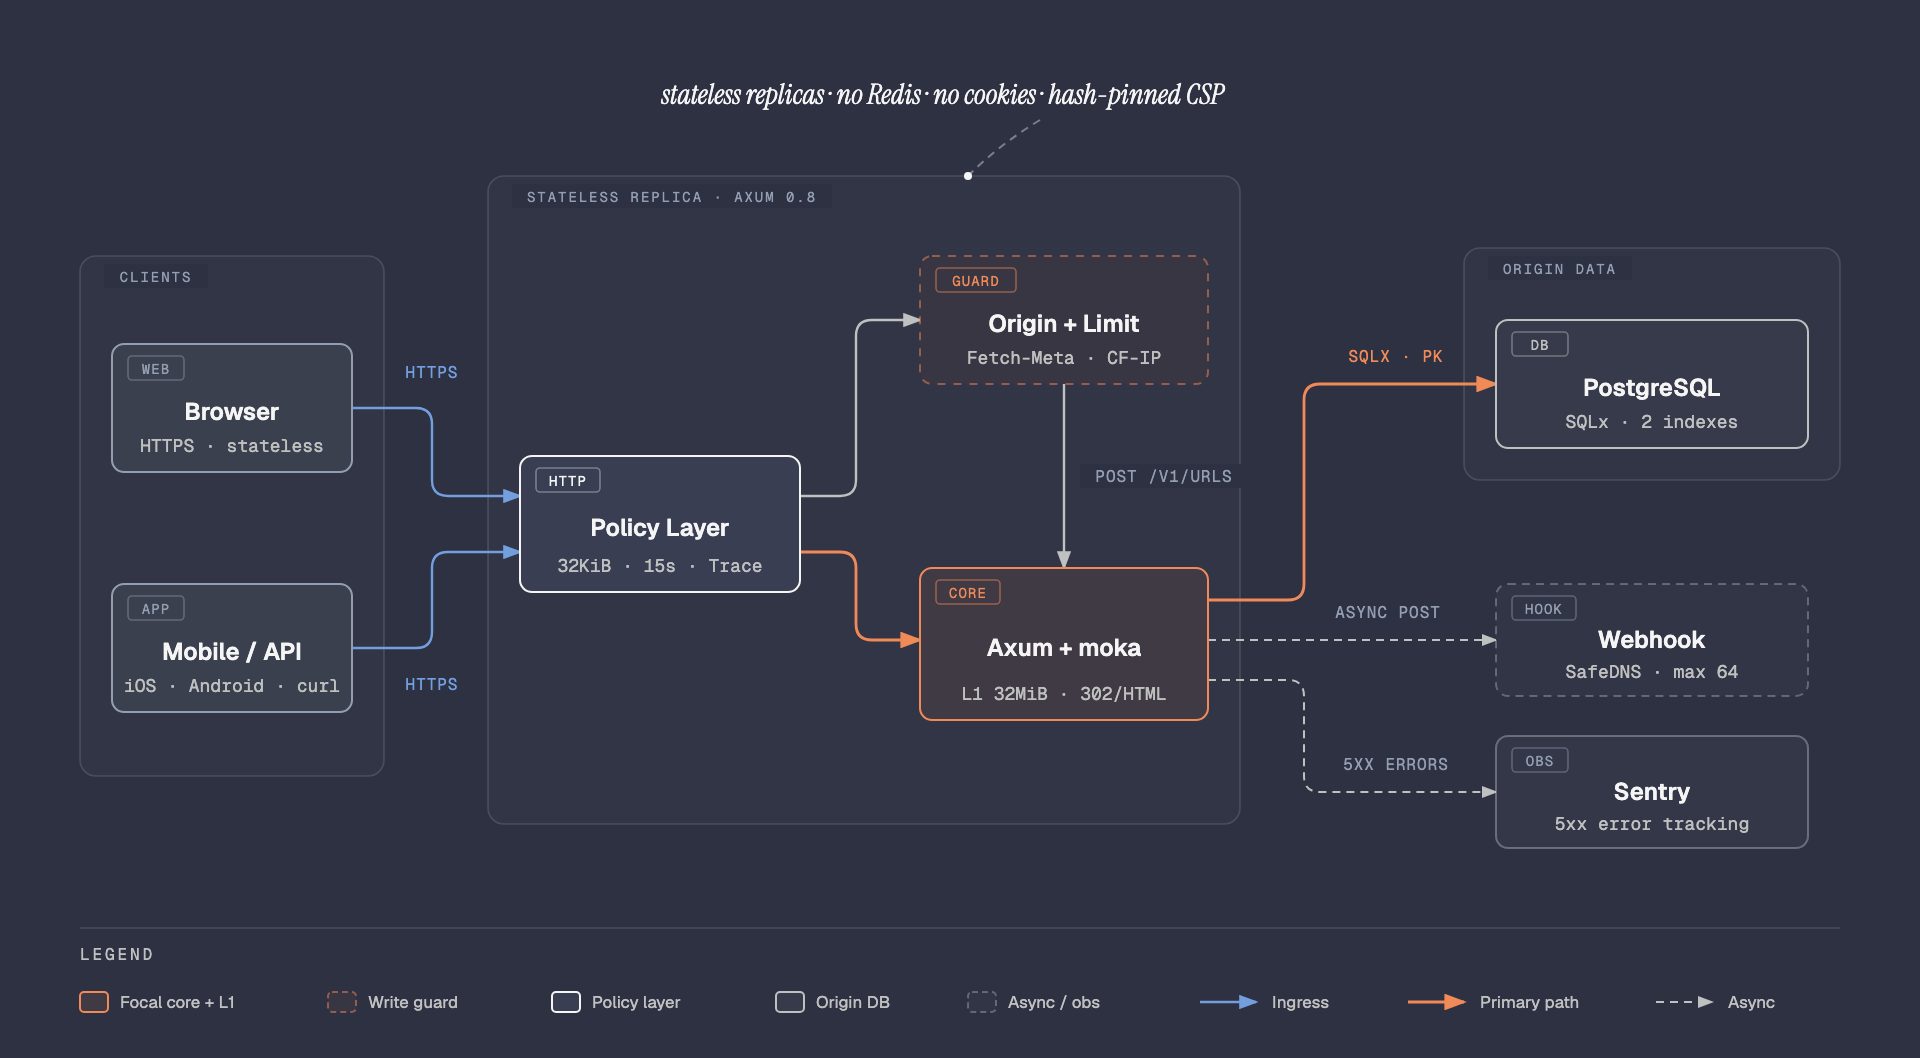 stateless replicas · no Redis · no cookies · hash-pinned CSP
STATELESS REPLICA · AXUM 0.8
CLIENTS
WEB
Browser
HTTPS · stateless
APP
Mobile / API
iOS · Android · curl
HTTPS
HTTPS
HTTP
Policy Layer
32KiB · 15s · Trace
GUARD
Origin + Limit
Fetch-Meta · CF-IP
POST /V1/URLS
CORE
Axum + moka
L1 32MiB · 302/HTML
SQLX · PK
ASYNC POST
5XX ERRORS
ORIGIN DATA
DB
PostgreSQL
SQLx · 2 indexes
HOOK
Webhook
SafeDNS · max 64
OBS
Sentry
5xx error tracking
LEGEND
Focal core + L1
Write guard
Policy layer
Origin DB
Async / obs
Ingress
Primary path
Async